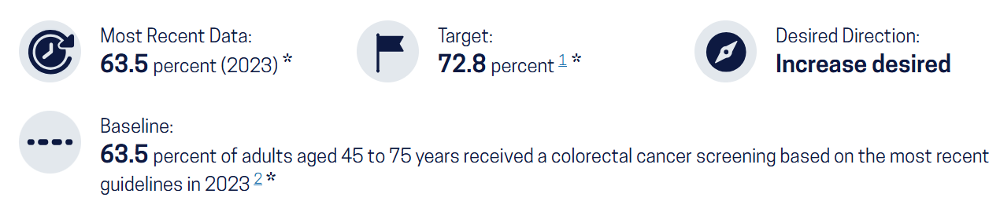 Most Recent Data:
63.5 percent (2023) *
Target:
72.8 percent 1 *
Desired Direction:
Increase desired
Baseline:
63.5 percent of adults aged 45 to 75 years received a colorectal cancer screening based on the most recent
guidelines in 2023 2 *